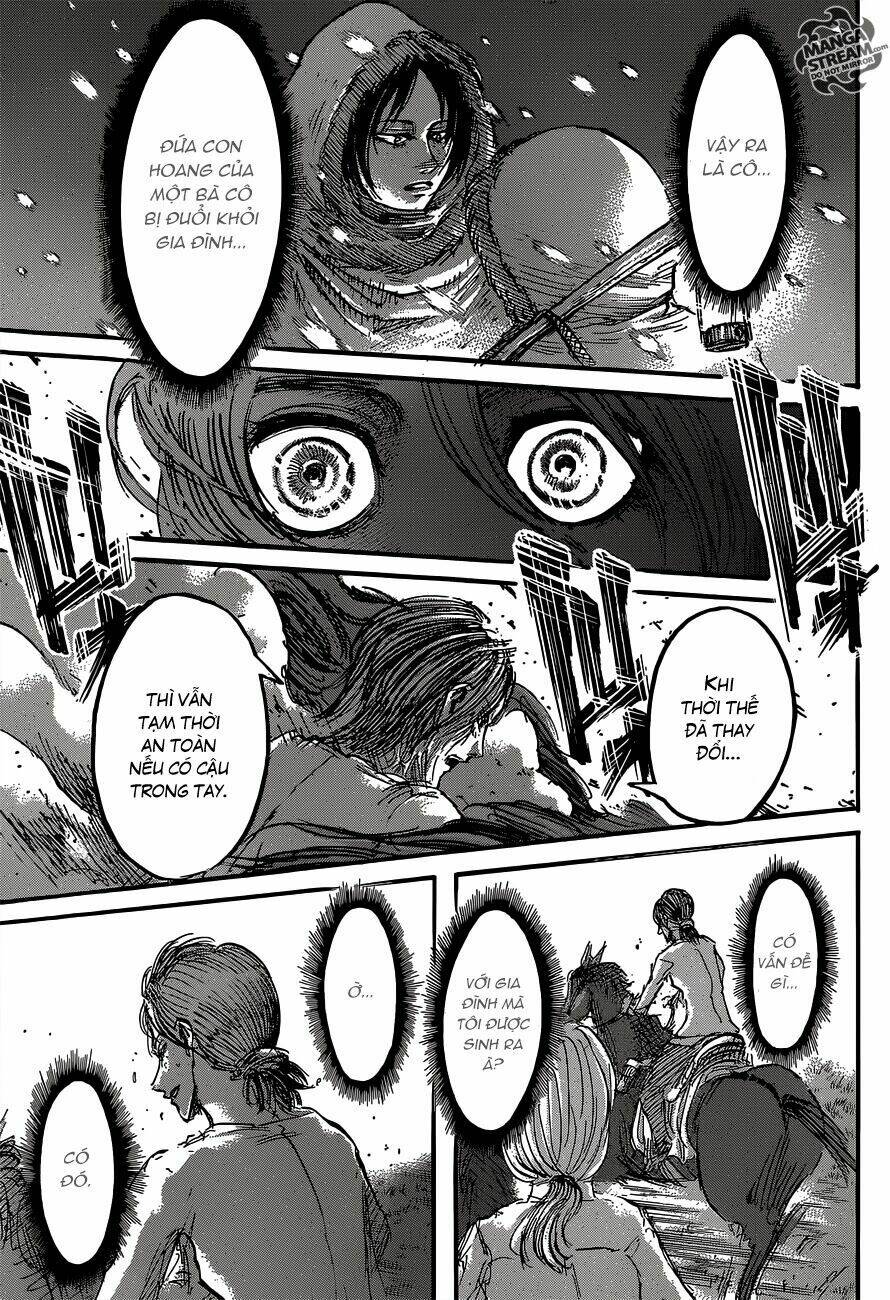 MANGA
STREAM.com
DO NOT MIRROR
VẬY RA
LÀ CÔ...
ĐỨA CON
HOANG CỦA
MỘT BÀ CÔ
BỊ ĐUỔI KHỎI
GIA ĐÌNH...
KHI
THỜI THẾ
ĐÃ THAY
ĐỔI...
THÌ VẪN
TẠM THỜI
AN TOÀN
NẾU CÓ CẬU
TRONG TAY.
CÓ
VẤN ĐỀ
GÌ...
VỚI GIA
ĐÌNH MÀ
TÔI ĐƯỢC
SINH RA
À?
Ờ...
CÓ
ĐÓ.